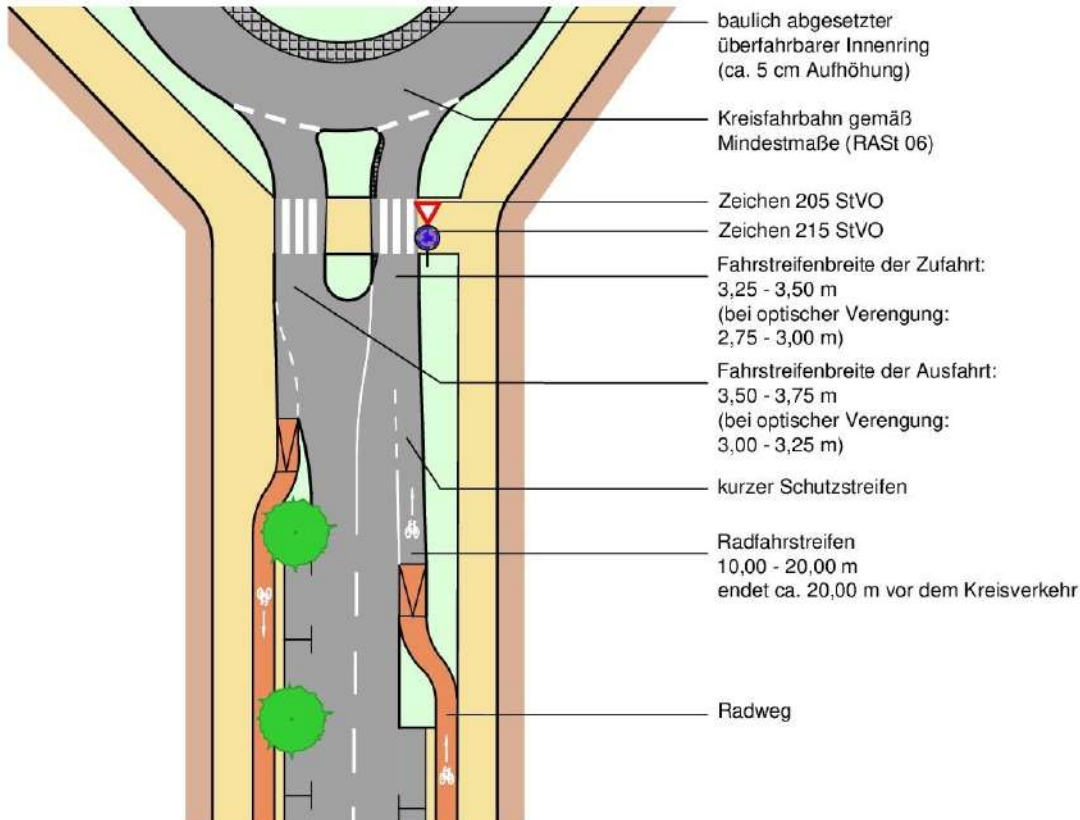 baulich abgesetzter
überfahrbarer Innenring
(ca. 5 cm Aufhöhung)
Kreisfahrbahn gemäß
Mindestmaße (RASt 06)
Zeichen 205 StVO
Zeichen 215 StVO
Fahrstreifenbreite der Zufahrt:
3,25 - 3,50 m
(bei optischer Verengung:
2,75 - 3,00 m)
Fahrstreifenbreite der Ausfahrt:
3,50 - 3,75 m
(bei optischer Verengung:
3,00 - 3,25 m)
kurzer Schutzstreifen
Radfahrstreifen
10,00 - 20,00 m
endet ca. 20,00 m vor dem Kreisverkehr
Radweg